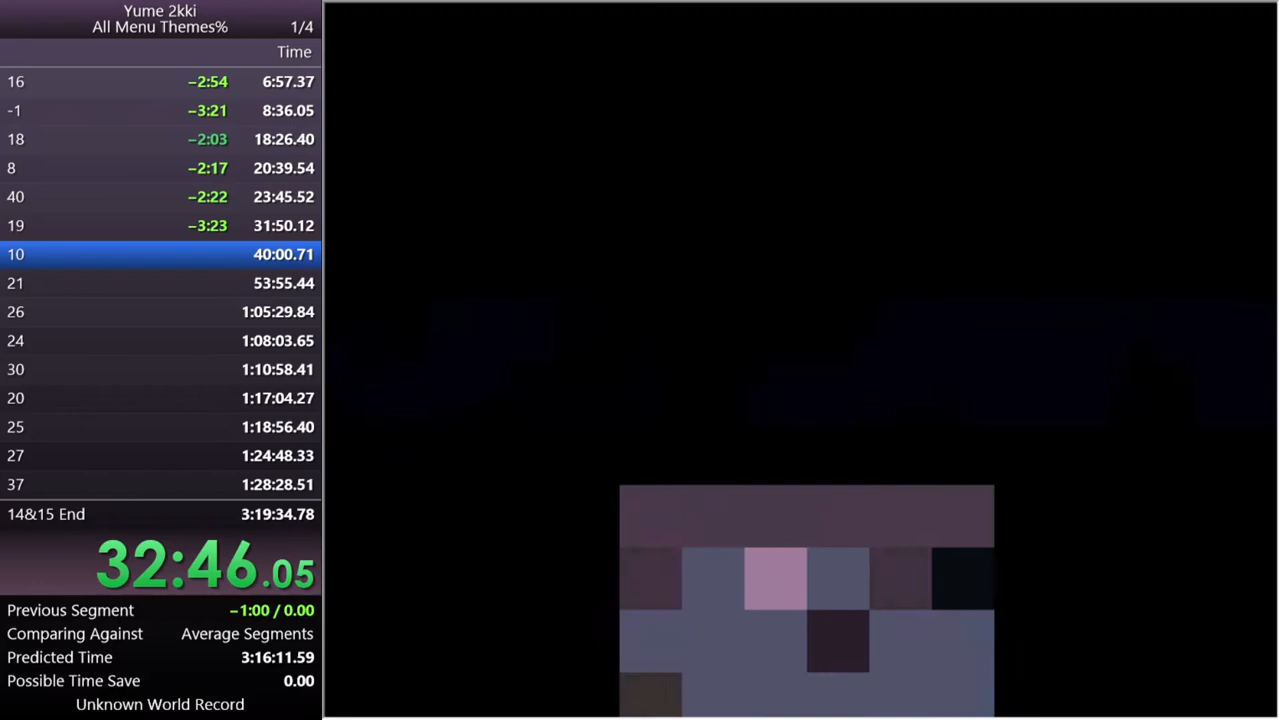 Yume 2kki
All Menu Themes% 1/4
Time
16 −2:54 6:57.37
-1 −3:21 8:36.05
18 −2:03 18:26.40
8 −2:17 20:39.54
40 −2:22 23:45.52
19 −3:23 31:50.12
10 40:00.71
21 53:55.44
26 1:05:29.84
24 1:08:03.65
30 1:10:58.41
20 1:17:04.27
25 1:18:56.40
27 1:24:48.33
37 1:28:28.51
14&15 End 3:19:34.78
32:46.05
Previous Segment −1:00 / 0.00
Comparing Against Average Segments
Predicted Time 3:16:11.59
Possible Time Save 0.00
Unknown World Record